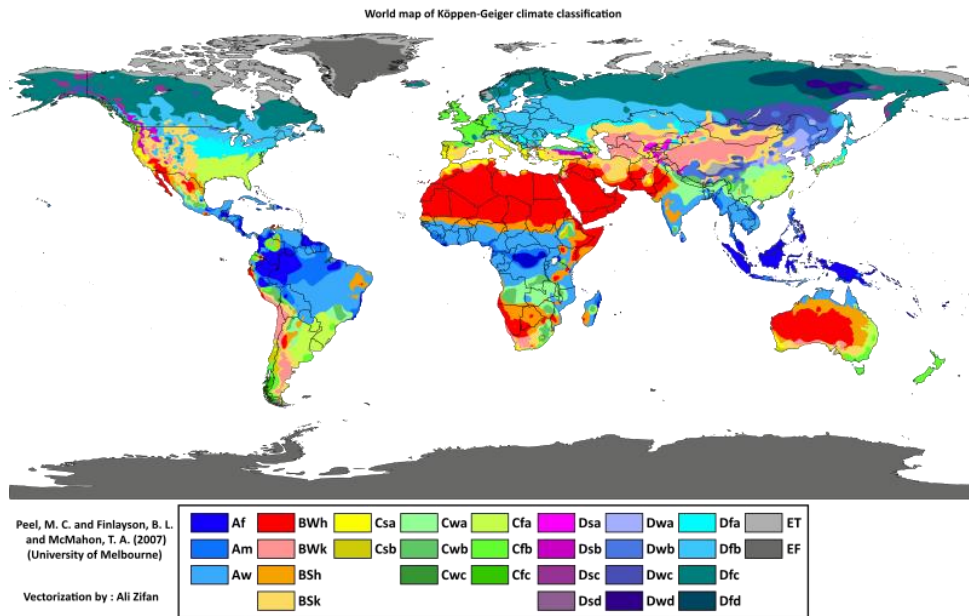 World map of Köppen-Geiger climate classification
Peel, M. C. and Finlayson, B. L.
and McMahon, T. A. (2007)
(University of Melbourne)
Vectorization by : Ali Zifan
Af BWh Csa Cwa Cfa Dsa Dwa Dfa ET
Am BWk Csb Cwb Cfb Dsb Dwb Dfb EF
Aw BSh Cwc Cfc Dsc Dwc Dfc
BSk Dsd Dwd Dfd